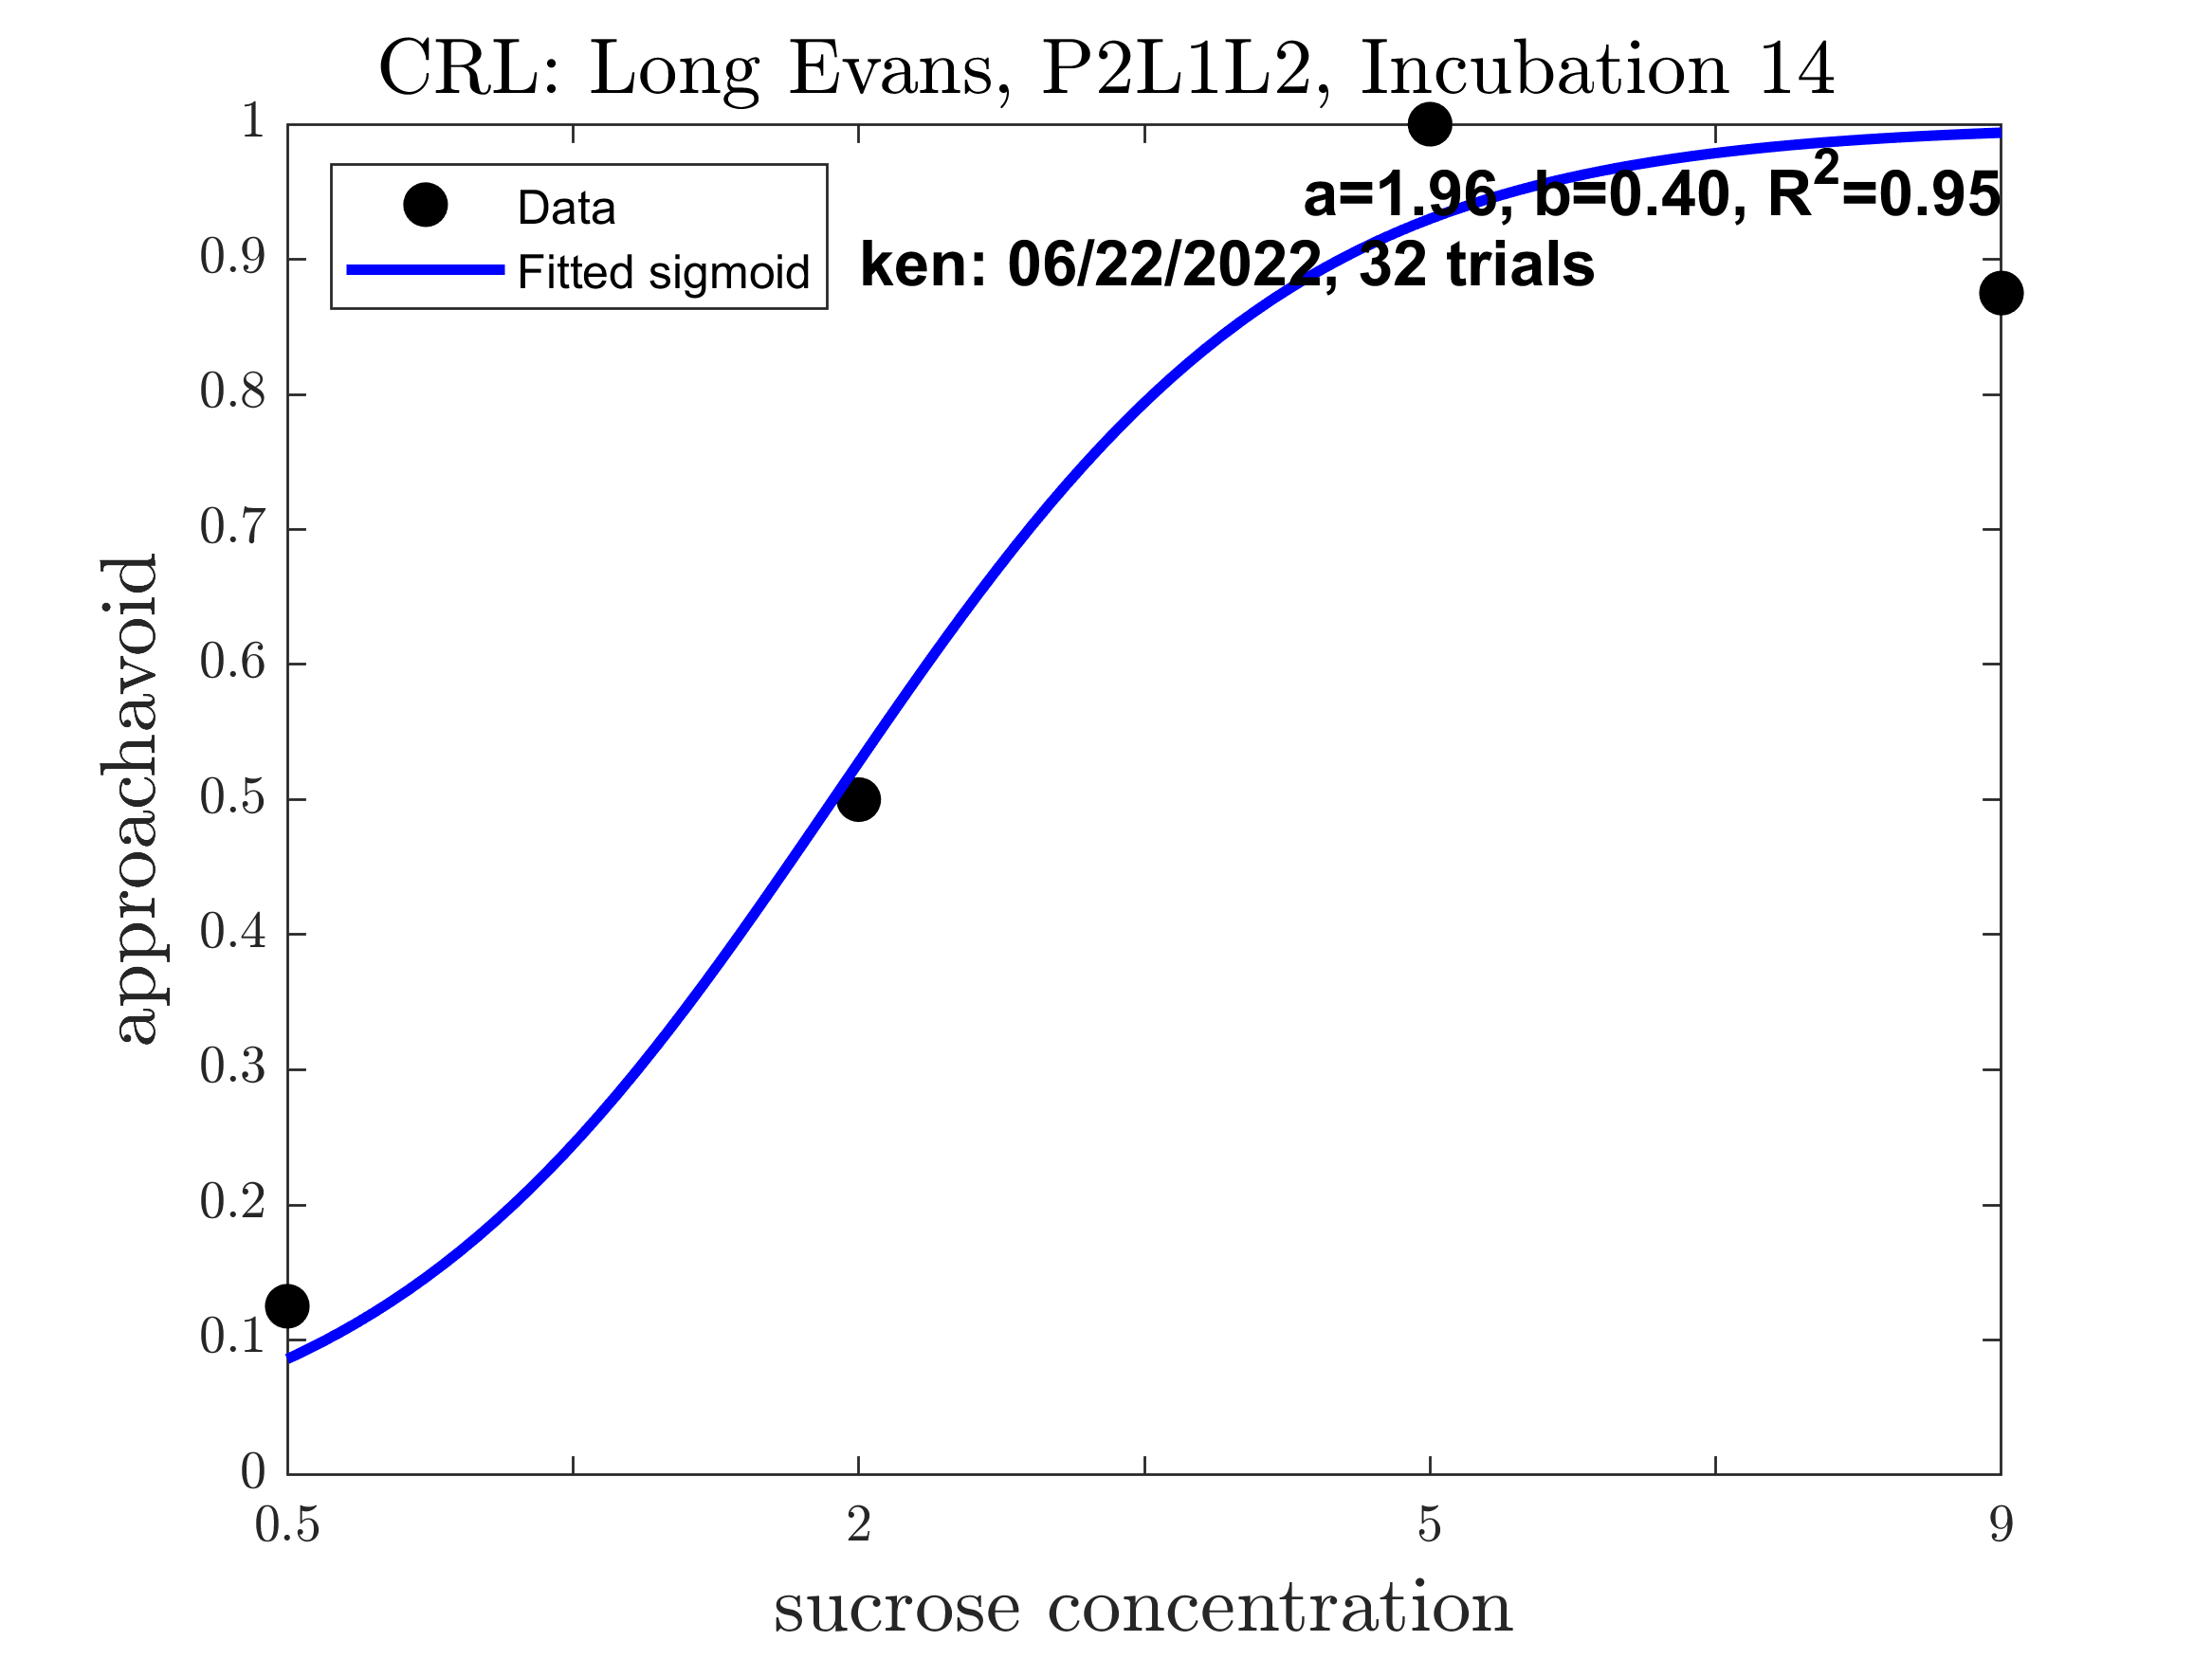 CRL: Long Evans, P2L1L2, Incubation 14
1
Data
a=1.96, b=0.40, R²=0.95
Fitted sigmoid
ken: 06/22/2022, 32 trials
0.9
0.8
0.7
0.6
0.5
0.4
0.3
0.2
0.1
0
approachavoid
0.5 2 5 9
sucrose concentration